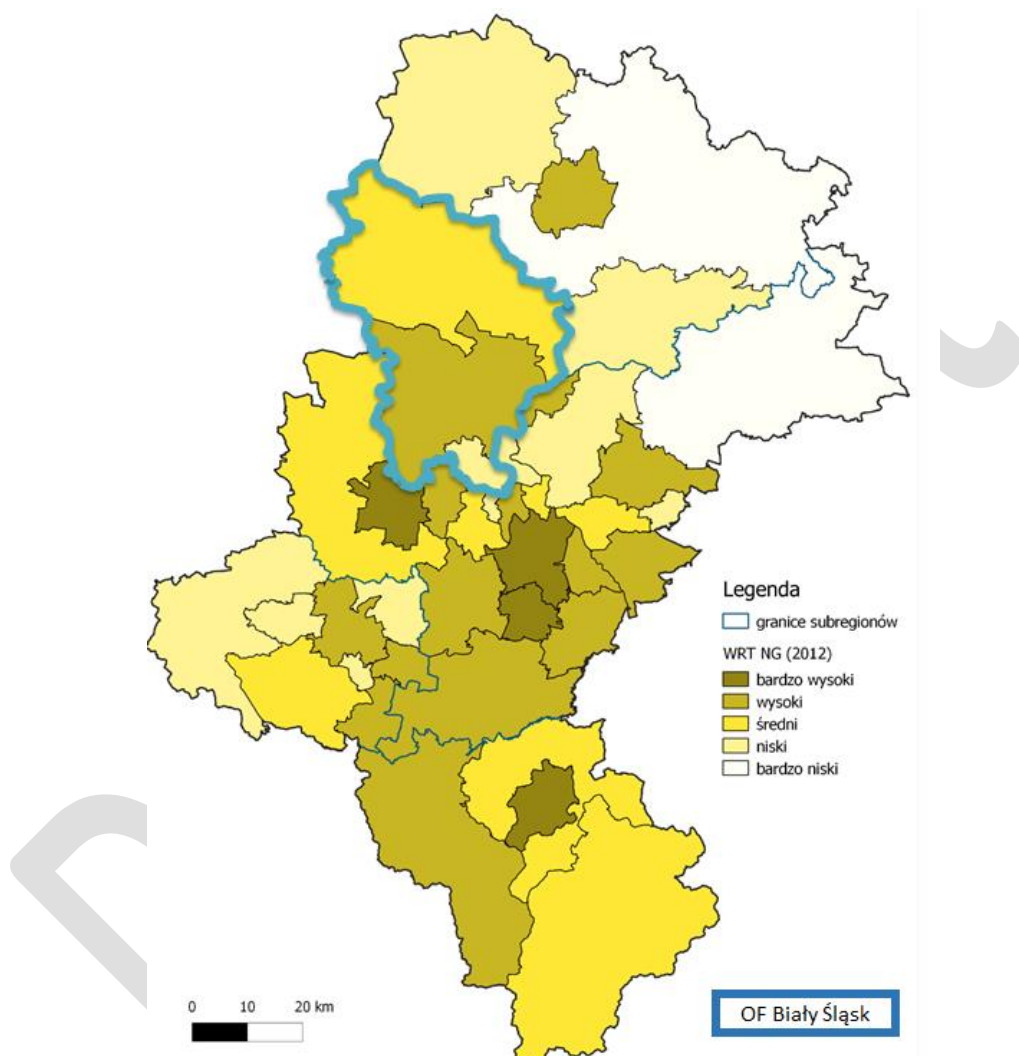 Legenda
granice subregionów
WRT NG (2012)
bardzo wysoki
wysoki
średni
niski
bardzo niski
0 10 20 km
OF Biały Śląsk